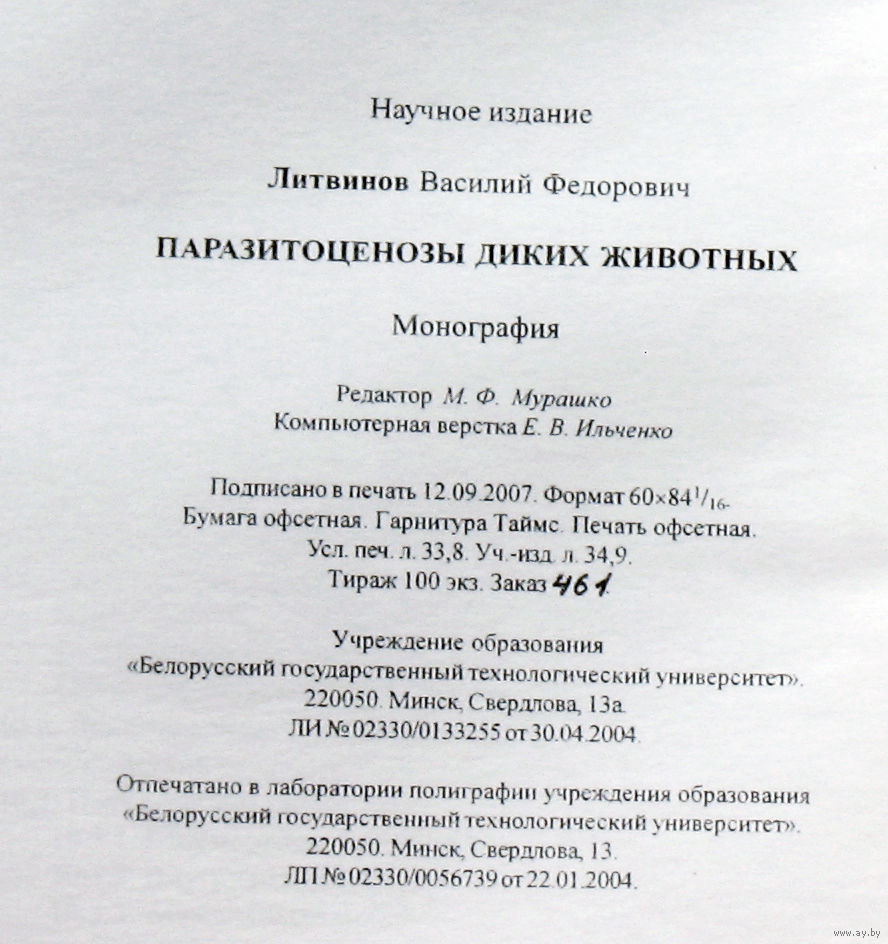 Научное издание
Литвинов Василий Федорович
ПАРАЗИТОЦЕНОЗЫ ДИКИХ ЖИВОТНЫХ
Монография
Редактор М. Ф. Мурашко
Компьютерная верстка Е. В. Ильченко
Подписано в печать 12.09.2007. Формат 60×84¹/₁₆.
Бумага офсетная. Гарнитура Таймс. Печать офсетная.
Усл. печ. л. 33,8. Уч.-изд. л. 34,9.
Тираж 100 экз. Заказ 461.
Учреждение образования
«Белорусский государственный технологический университет».
220050. Минск, Свердлова, 13а.
ЛИ № 02330/0133255 от 30.04.2004.
Отпечатано в лаборатории полиграфии учреждения образования
«Белорусский государственный технологический университет».
220050. Минск, Свердлова, 13.
ЛП № 02330/0056739 от 22.01.2004.
www.ay.by